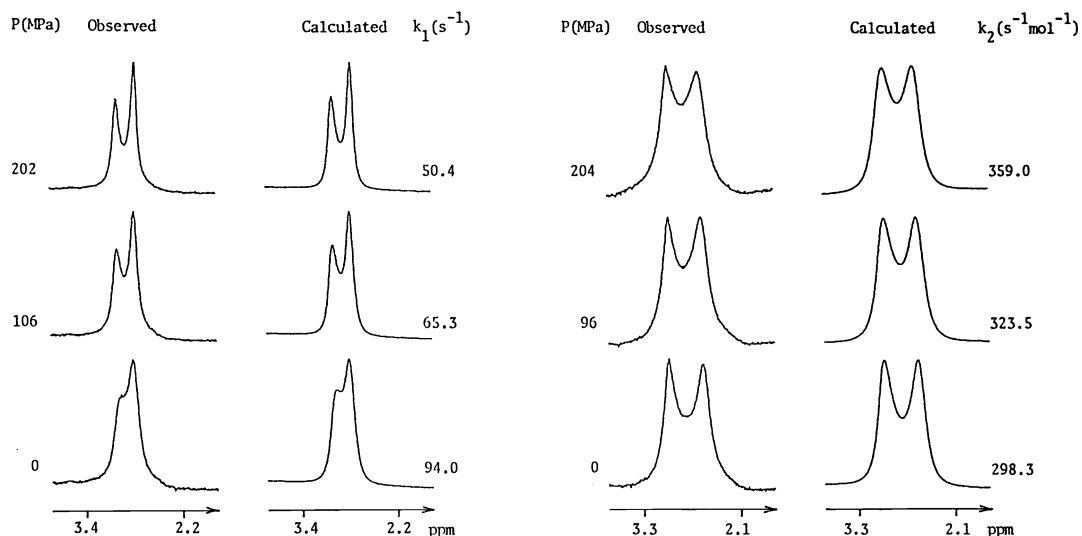 P(MPa) Observed Calculated k₁(s⁻¹)
202 50.4
106 65.3
0 94.0
3.4 2.2 3.4 2.2 ppm
P(MPa) Observed Calculated k₂(s⁻¹mol⁻¹)
204 359.0
96 323.5
0 298.3
3.3 2.1 3.3 2.1 ppm